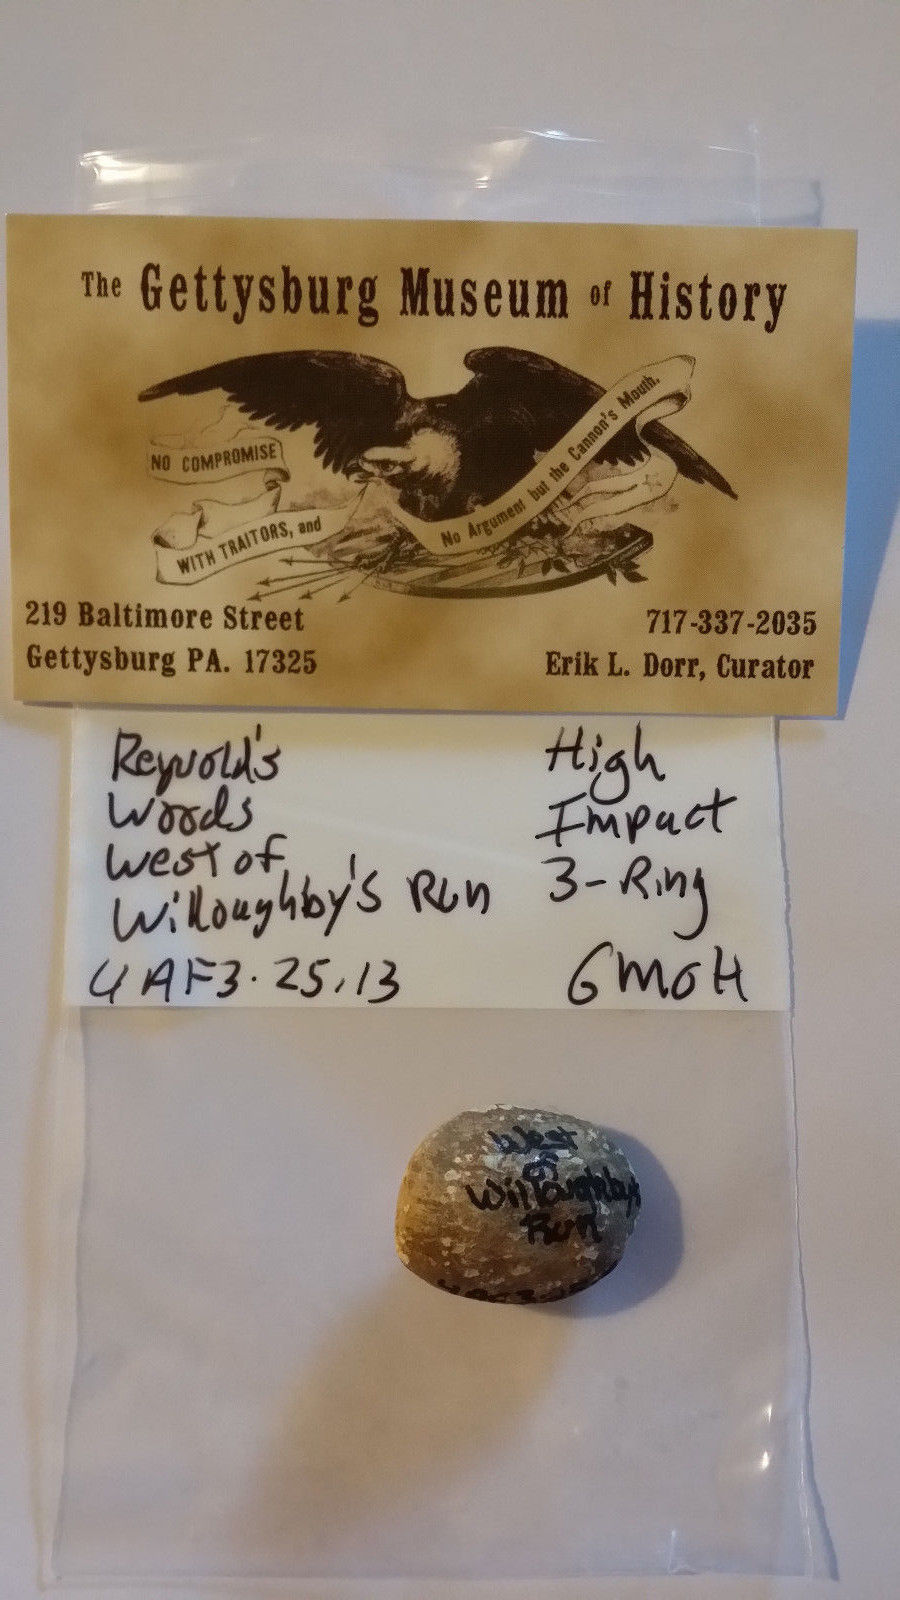 The Gettysburg Museum of History
NO COMPROMISE
WITH TRAITORS, and
No Argument but the Cannon's Mouth.
219 Baltimore Street
Gettysburg PA. 17325
717-337-2035
Erik L. Dorr, Curator
Reynold's
Woods
West of
Willoughby's Run
4AF3.25.13
High
Impact
3-Ring
GMOH
West
of
Willoughby's
Run